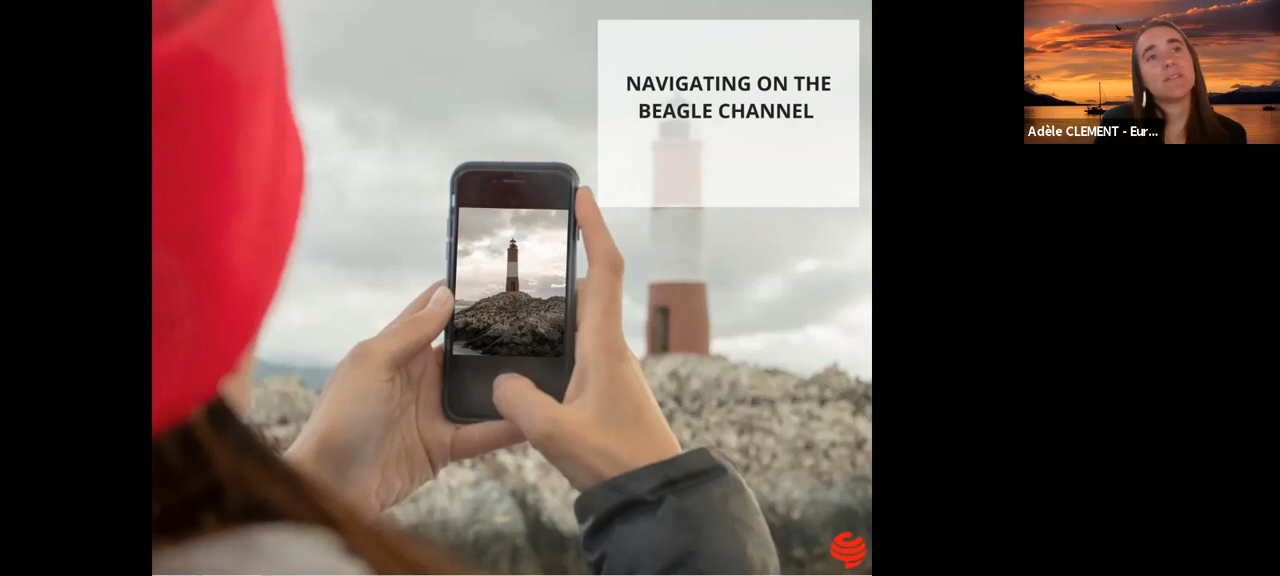 NAVIGATING ON THE
BEAGLE CHANNEL
Adèle CLEMENT - Eur...